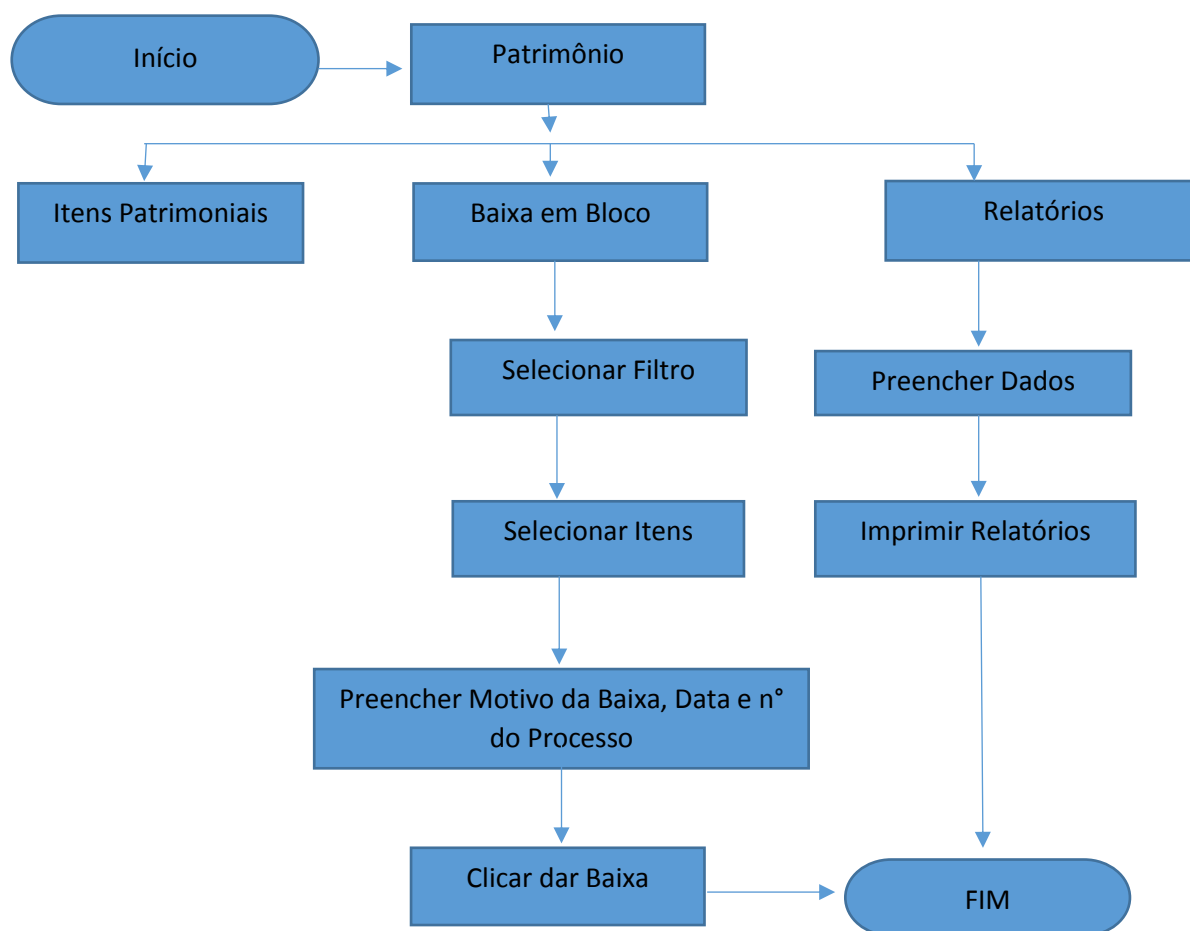 Início
Patrimônio
Itens Patrimoniais
Baixa em Bloco
Relatórios
Selecionar Filtro
Preencher Dados
Selecionar Itens
Imprimir Relatórios
Preencher Motivo da Baixa, Data e n°
do Processo
Clicar dar Baixa
FIM